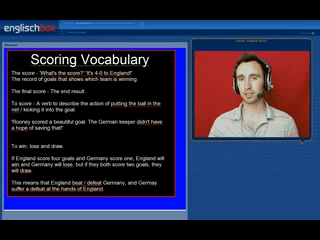 englischbox
Scoring Vocabulary
The score - 'What's the score?' 'It's 4-0 to England!'
The record of goals that shows which team is winning.
The final score - The end result.
To score - A verb to describe the action of putting the ball in the
net / kicking it into the goal.
'Rooney scored a beautiful goal. The German keeper didn't have
a hope of saving that!'
To win, lose and draw.
If England score four goals and Germany score one, England will
win and Germany will lose, but if they both score two goals, they
will draw.
This means that England beat / defeat Germany, and Germay
suffer a defeat at the hands of England.